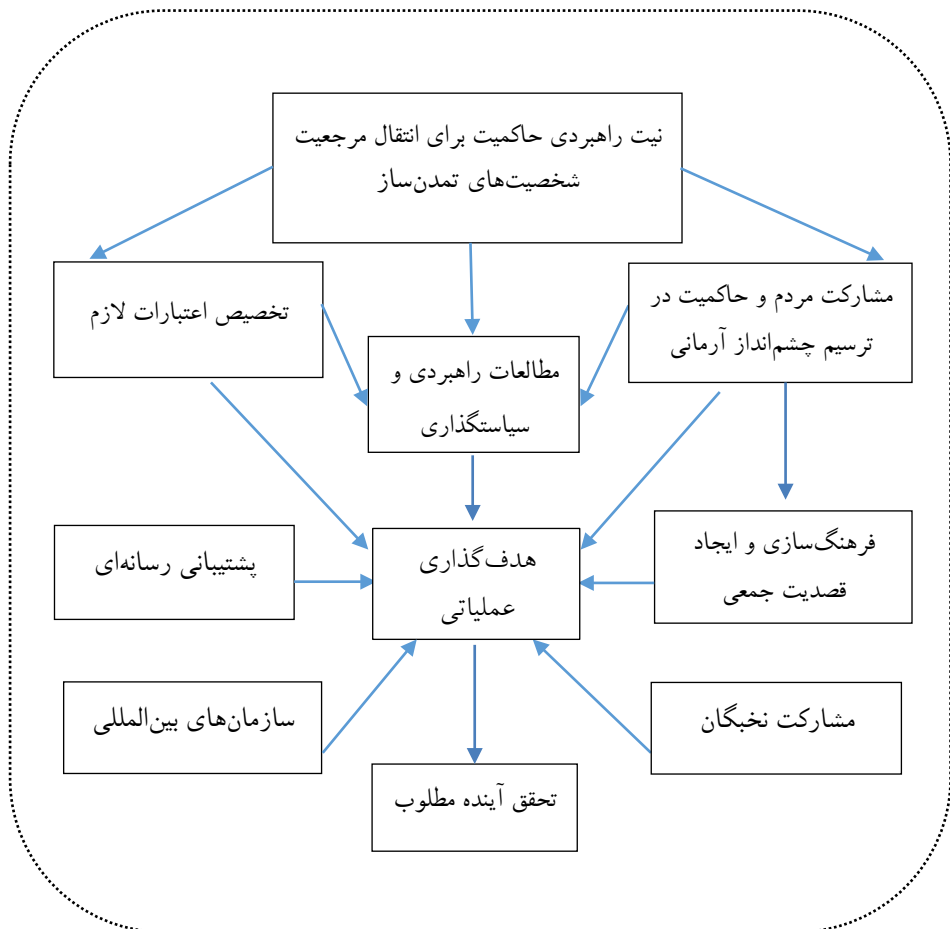 نیت راهبردی حاکمیت برای انتقال مرجعیت
شخصیت‌های تمدن‌ساز
مشارکت مردم و حاکمیت در
ترسیم چشم‌انداز آرمانی
تخصیص اعتبارات لازم
مطالعات راهبردی و
سیاستگذاری
فرهنگ‌سازی و ایجاد
قصدیت جمعی
هدف‌گذاری
عملیاتی
پشتیبانی رسانه‌ای
مشارکت نخبگان
سازمان‌های بین‌المللی
تحقق آینده مطلوب